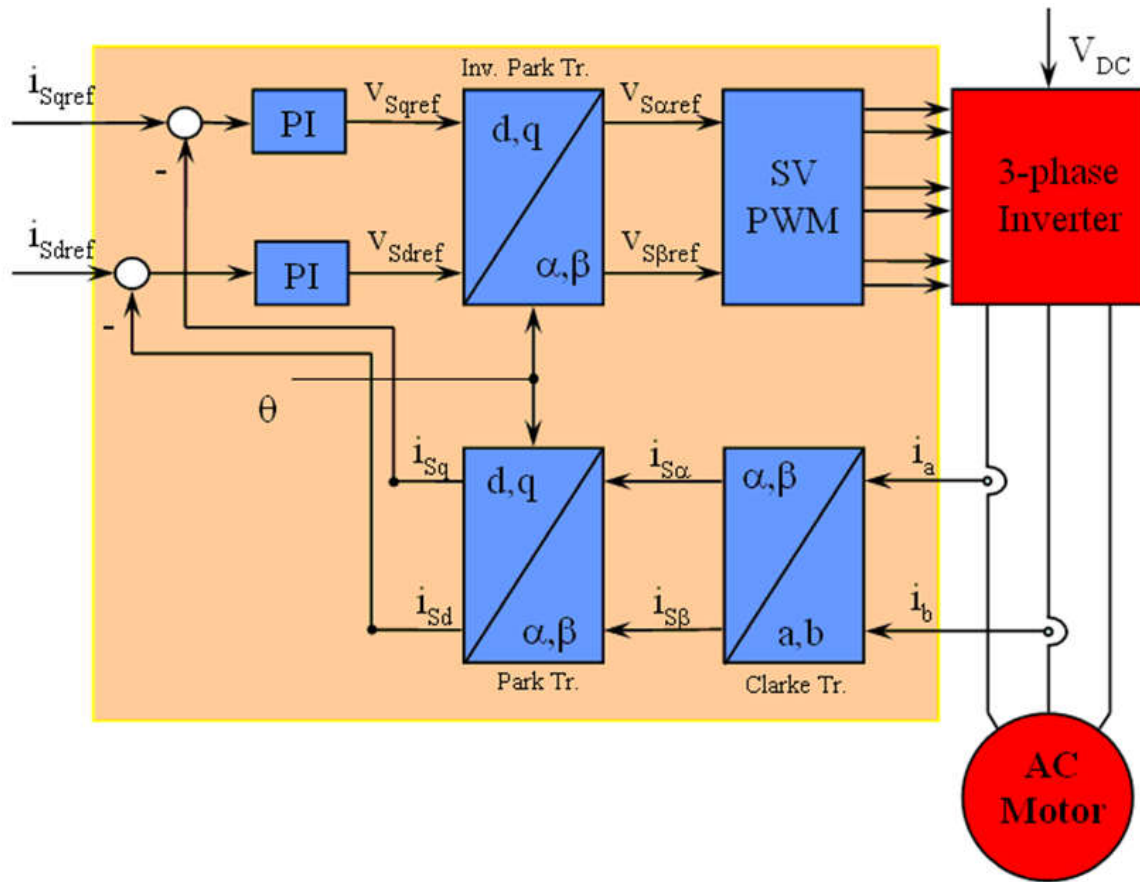 Inv. Park Tr.
V_DC
i_Sqref
v_Sqref
v_Sαref
PI
d,q
α,β
SV
PWM
3-phase
Inverter
-
i_Sdref
v_Sdref
v_Sβref
PI
-
θ
i_Sq
i_Sα
i_a
d,q
α,β
α,β
a,b
i_Sd
i_Sβ
i_b
Park Tr.
Clarke Tr.
AC
Motor